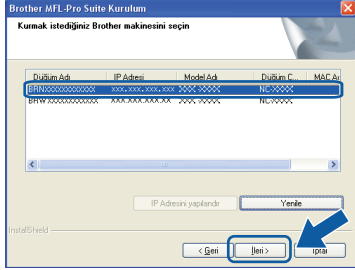 Brother MFL-Pro Suite Kurulum
Kurmak istediğiniz Brother makinesini seçin
Düğüm Adı IP Adresi Model Adı Düğüm C... MAC Ad
BRNXXXXXXXXXXXX xxx.xxx.xxx.xxx XXX-XXXX NC-XXXX
BRWXXXXXXXXXXXX XXX.XXX.XXX.XX XXX-XXXX NC-XXXX
IP Adresini yapılandır Yenile
InstallShield
< Geri İleri > İptal